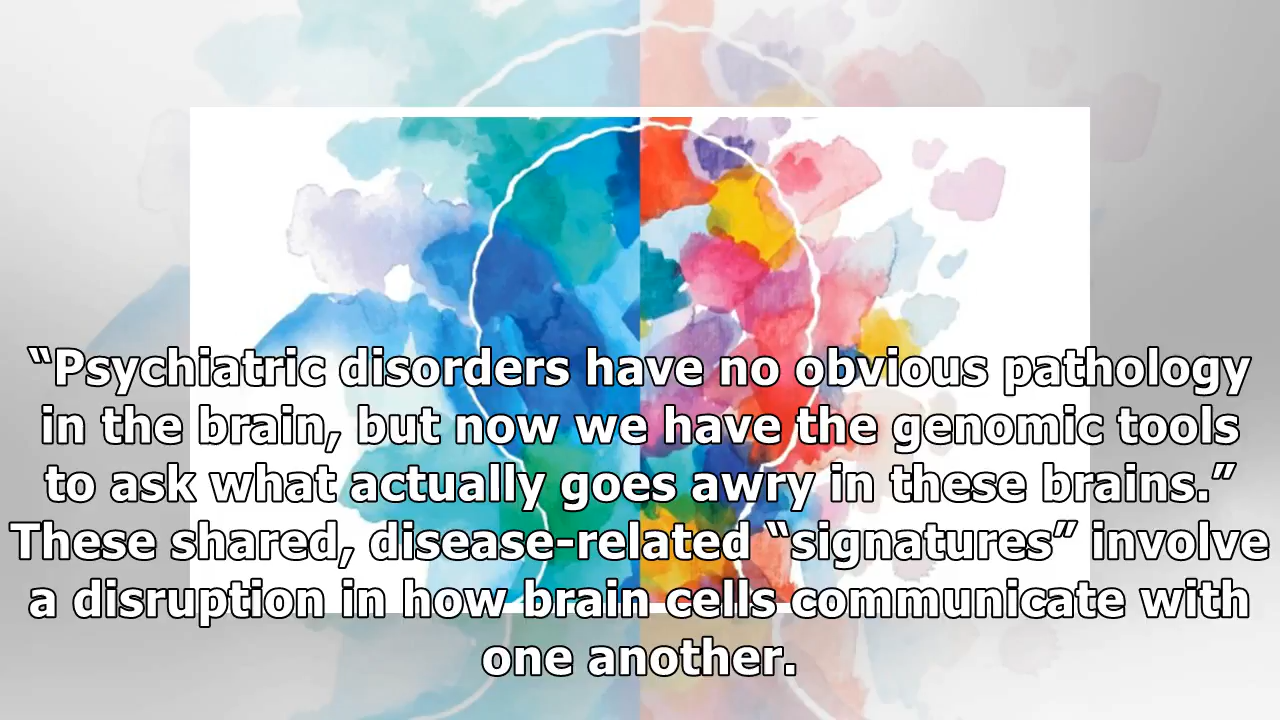 “Psychiatric disorders have no obvious pathology
in the brain, but now we have the genomic tools
to ask what actually goes awry in these brains.”
These shared, disease-related “signatures” involve
a disruption in how brain cells communicate with
one another.